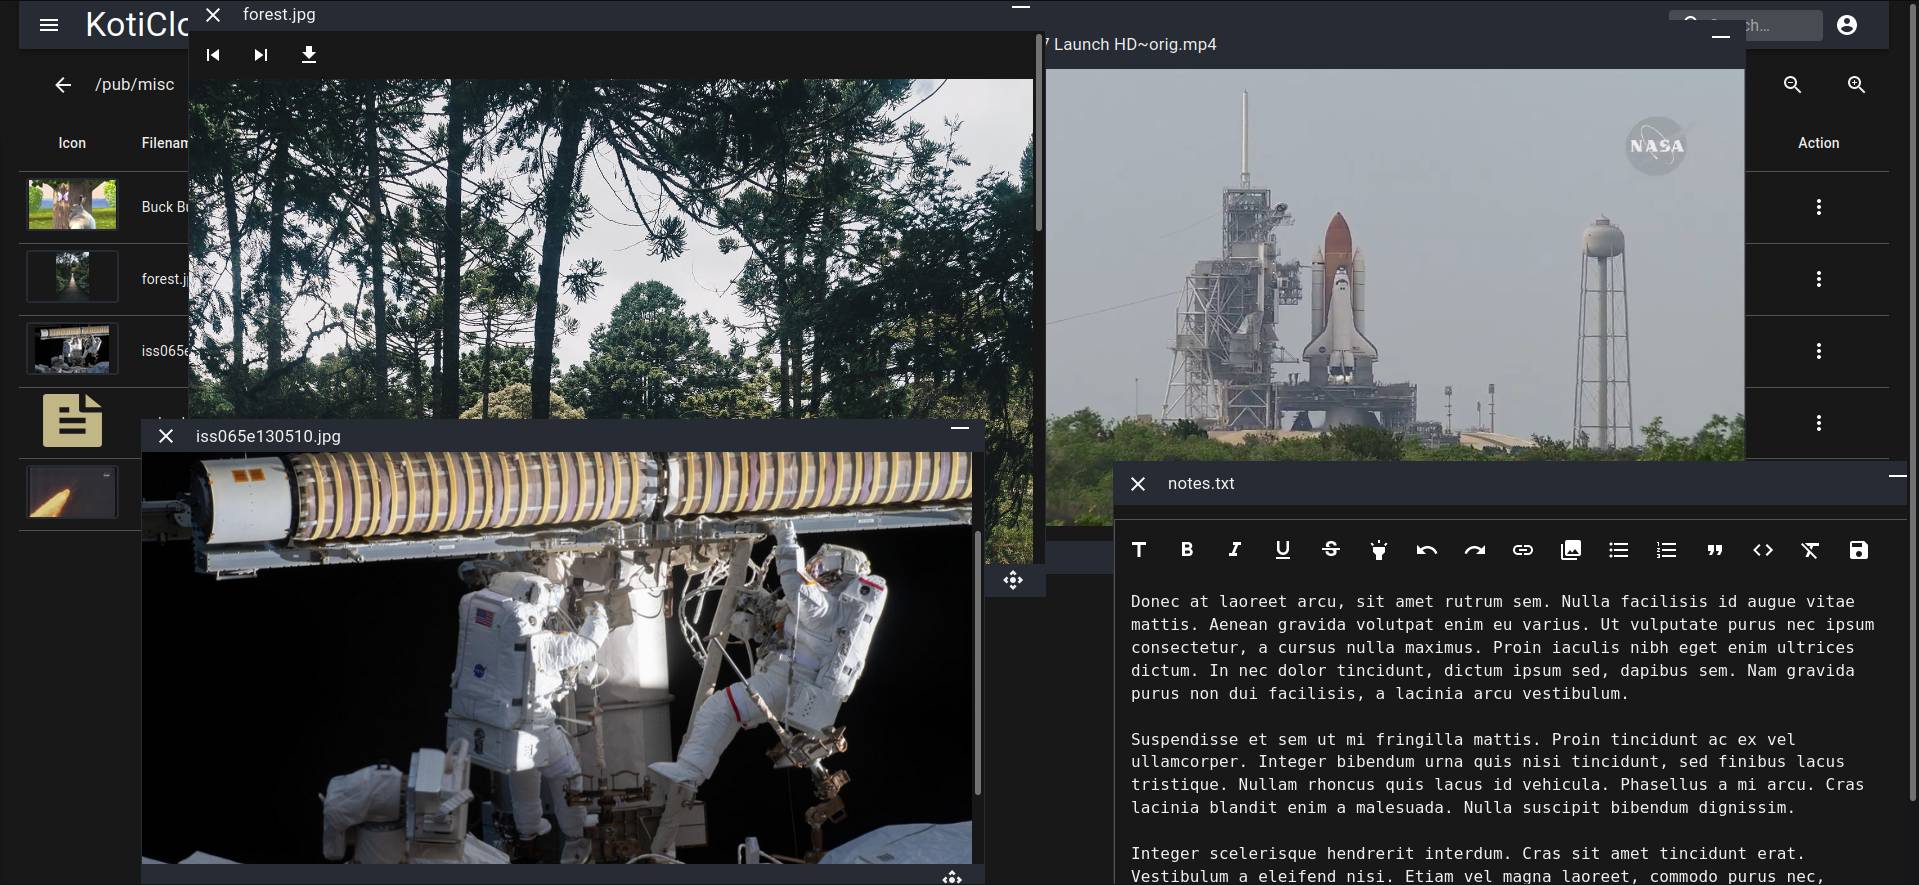 KotiClo
forest.jpg
7 Launch HD~orig.mp4
/pub/misc
NASA
Icon
Filenam
Action
Buck Bu
forest.j
iss065e
iss065e130510.jpg
notes.txt
Donec at laoreet arcu, sit amet rutrum sem. Nulla facilisis id augue vitae
mattis. Aenean gravida volutpat enim eu varius. Ut vulputate purus nec ipsum
consectetur, a cursus nulla maximus. Proin iaculis nibh eget enim ultrices
dictum. In nec dolor tincidunt, dictum ipsum sed, dapibus sem. Nam gravida
purus non dui facilisis, a lacinia arcu vestibulum.
Suspendisse et sem ut mi fringilla mattis. Proin tincidunt ac ex vel
ullamcorper. Integer bibendum urna quis nisi tincidunt, sed finibus lacus
tristique. Nullam rhoncus quis lacus id vehicula. Phasellus a mi arcu. Cras
lacinia blandit enim a malesuada. Nulla suscipit bibendum dignissim.
Integer scelerisque hendrerit interdum. Cras sit amet tincidunt erat.
Vestibulum a eleifend nisi. Etiam vel magna laoreet, commodo purus nec,